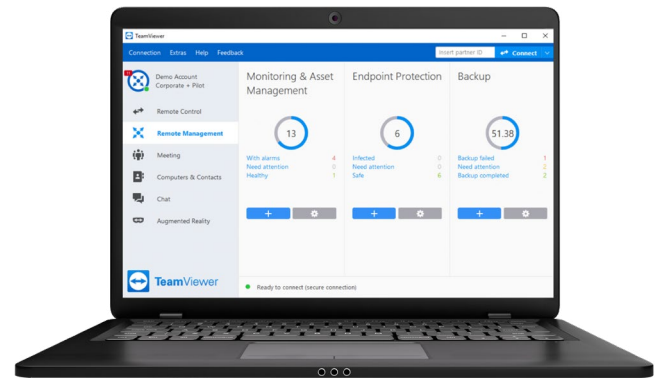 TeamViewer
Connection Extras Help Feedback
Insert partner ID
Connect
11
Demo Account
Corporate + Pilot
Remote Control
Remote Management
Meeting
Computers & Contacts
Chat
Augmented Reality
TeamViewer
Monitoring & Asset
Management
13
With alarms 4
Need attention 0
Healthy 1
+
Endpoint Protection
6
Infected 0
Need attention 0
Safe 6
+
Backup
51.38
Backup failed 1
Need attention 2
Backup completed 2
+
Ready to connect (secure connection)